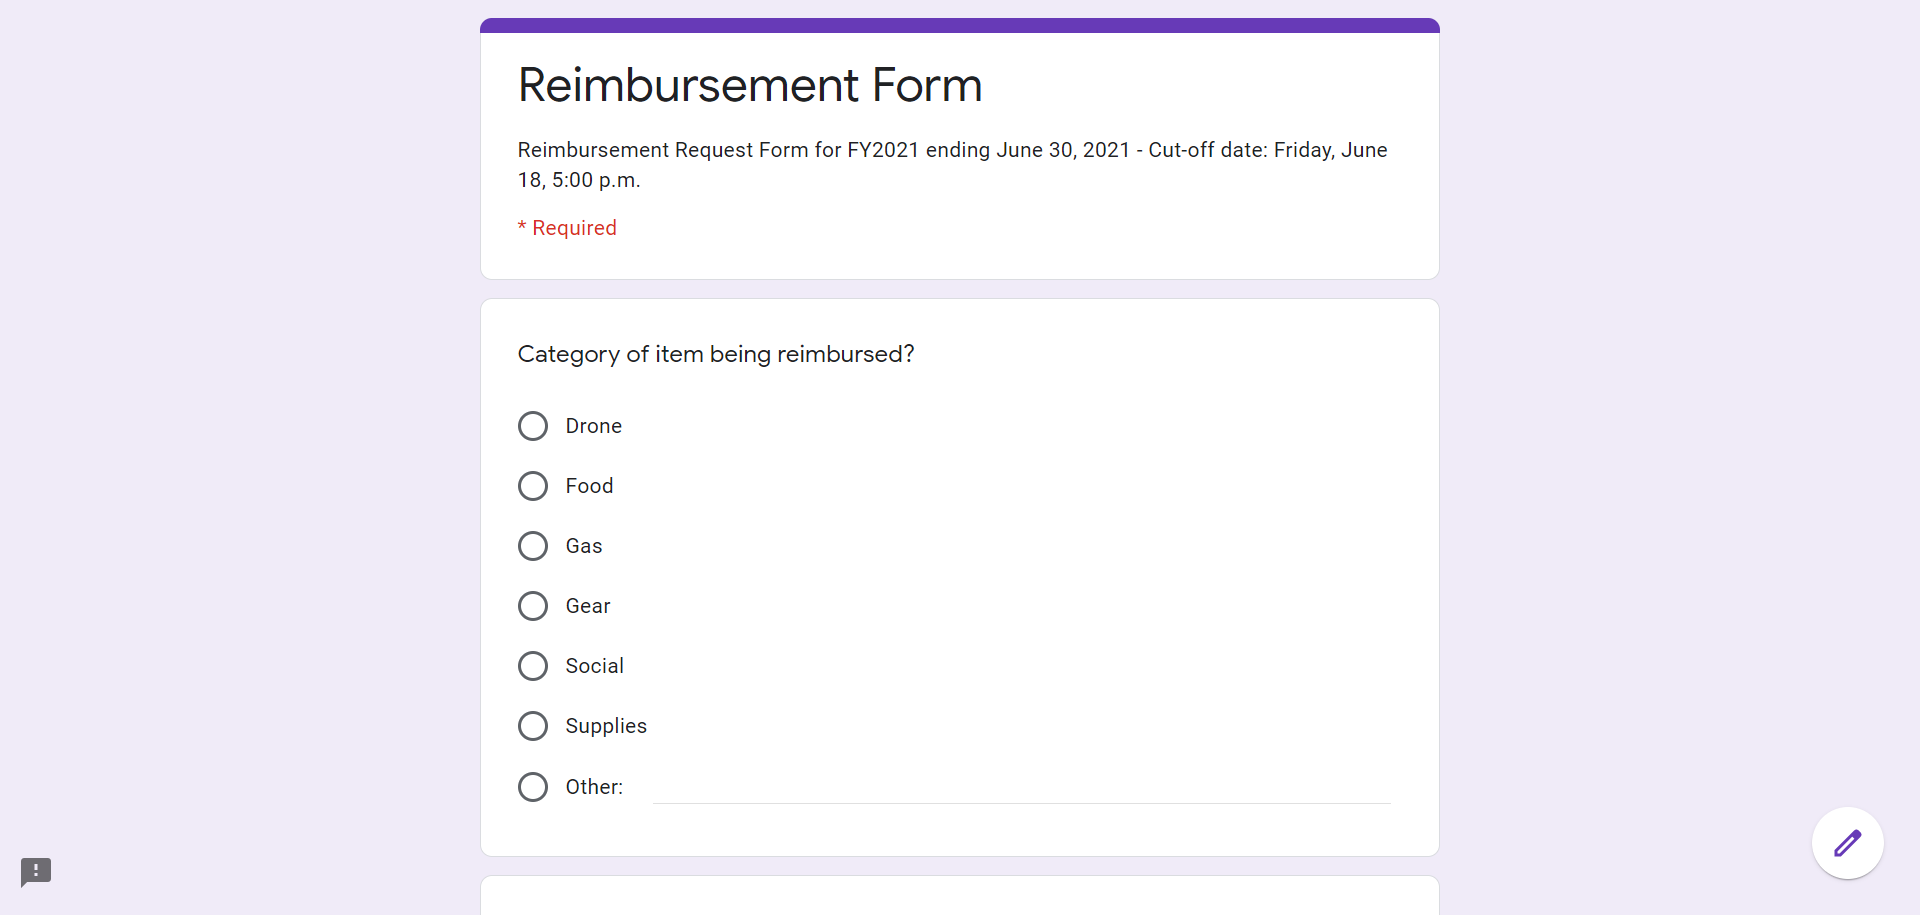 Reimbursement Form
Reimbursement Request Form for FY2021 ending June 30, 2021 - Cut-off date: Friday, June
18, 5:00 p.m.
* Required
Category of item being reimbursed?
Drone
Food
Gas
Gear
Social
Supplies
Other: